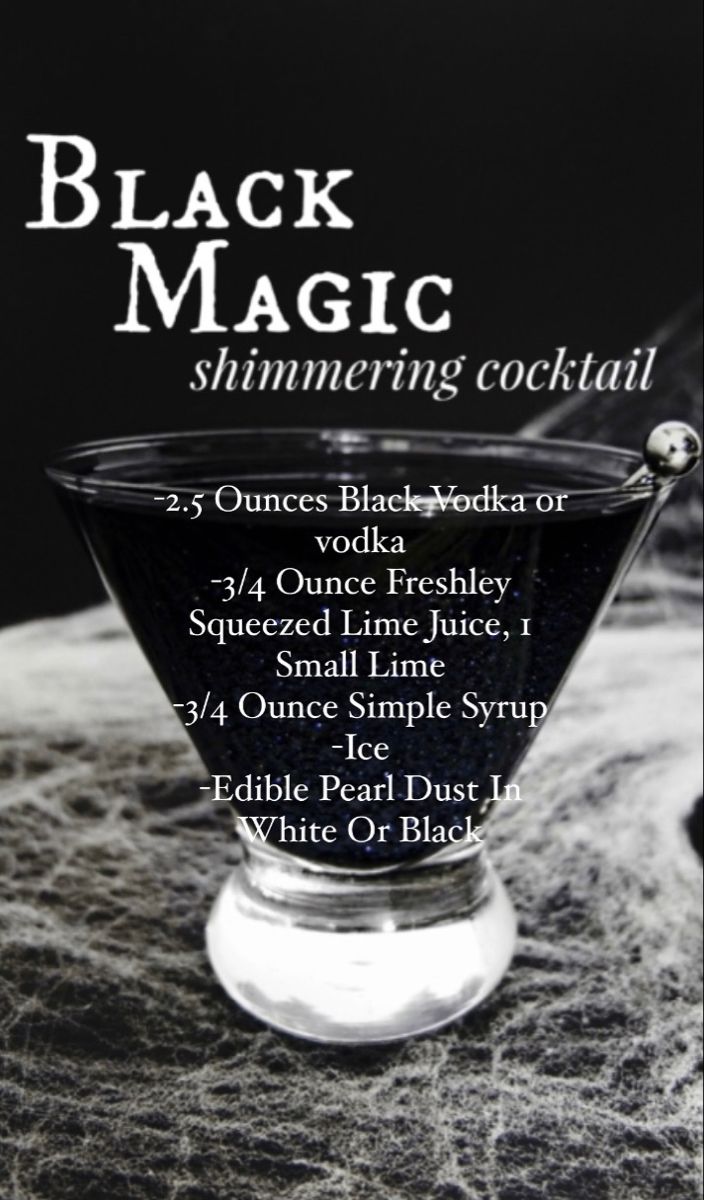 Black
Magic
shimmering cocktail
-2.5 Ounces Black Vodka or
vodka
-3/4 Ounce Freshley
Squeezed Lime Juice, 1
Small Lime
-3/4 Ounce Simple Syrup
-Ice
-Edible Pearl Dust In
White Or Black